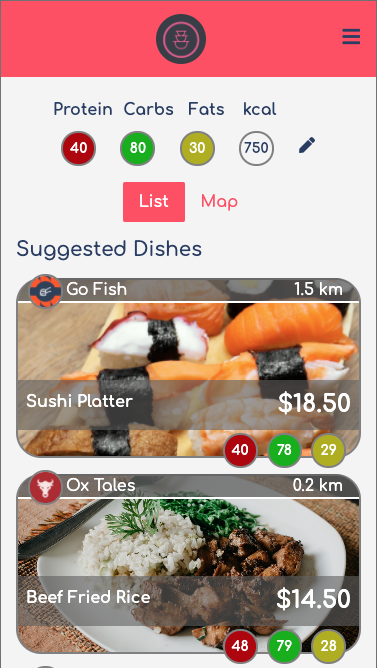 Protein Carbs Fats kcal
40 80 30 750
List Map
Suggested Dishes
Go Fish 1.5 km
Sushi Platter $18.50
40 78 29
Ox Tales 0.2 km
Beef Fried Rice $14.50
48 79 28